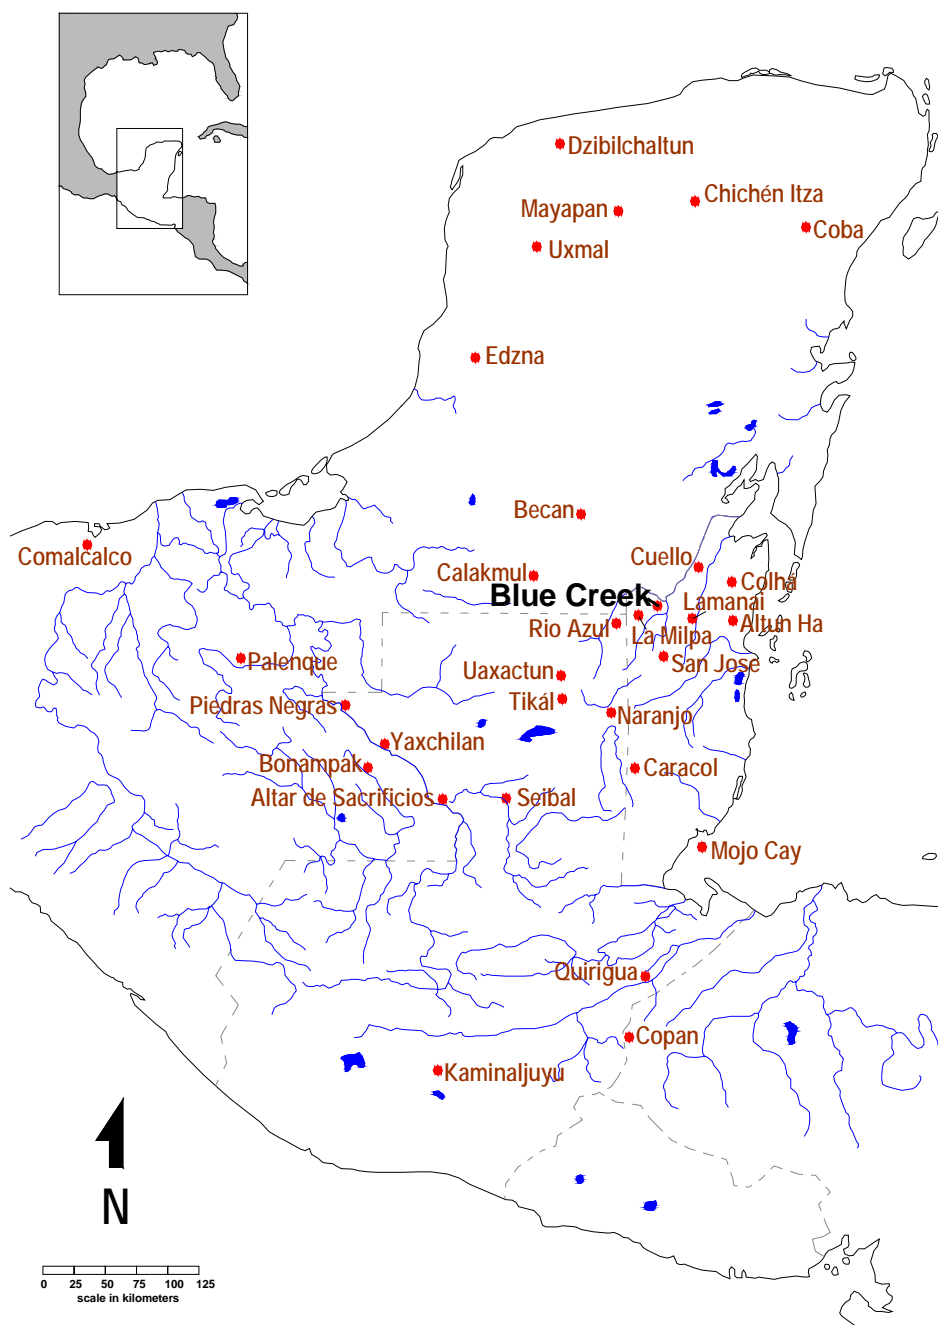 Dzibilchaltun
Chichén Itza
Mayapan
Coba
Uxmal
Edzna
Becan
Comalcalco
Cuello
Calakmul
Colha
Blue Creek
Lamanai
Rio Azul
La Milpa
Altun Ha
Palenque
San Jose
Uaxactun
Tikál
Piedras Negras
Naranjo
Yaxchilan
Bonampak
Caracol
Altar de Sacrificios
Seibal
Mojo Cay
Quirigua
Copan
Kaminaljuyu
N
0 25 50 75 100 125
scale in kilometers